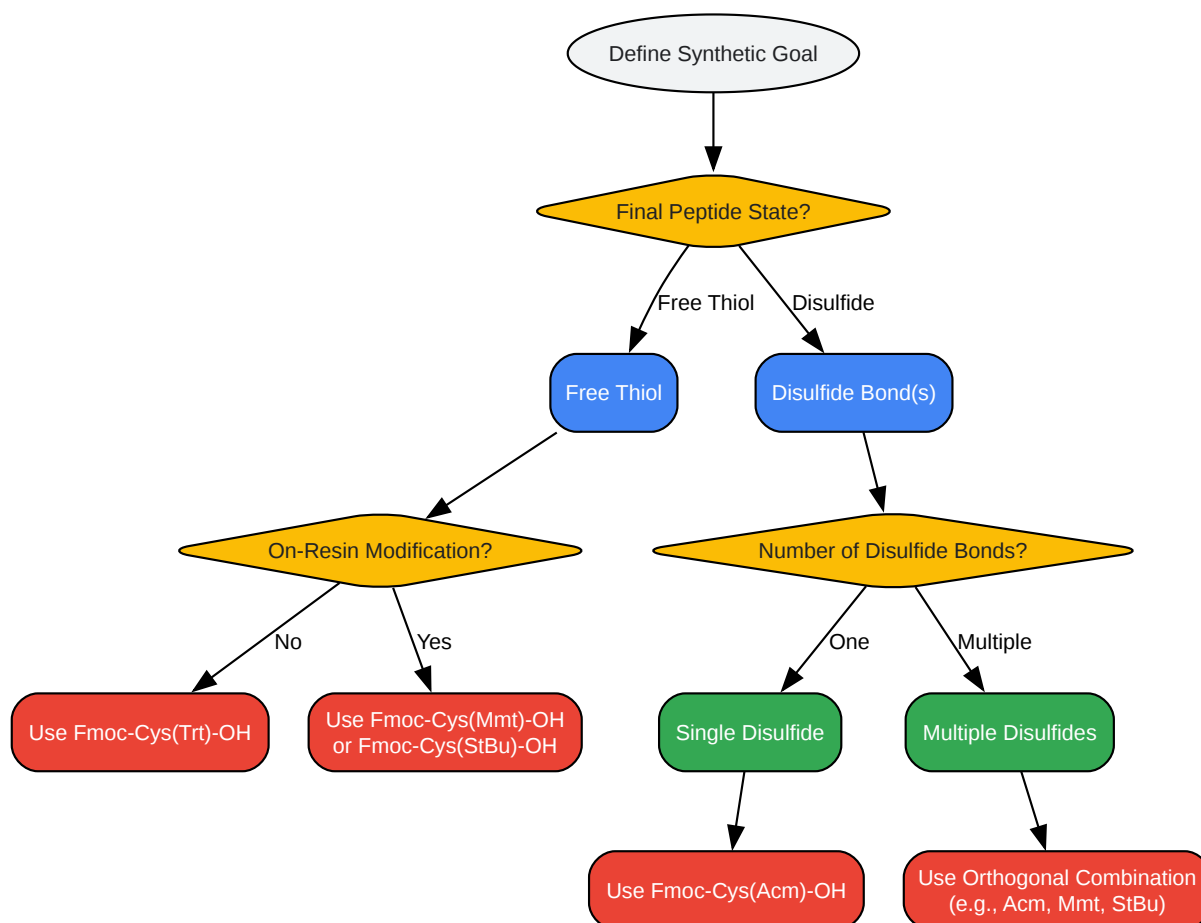 Define Synthetic Goal
Final Peptide State?
Free Thiol
Disulfide
Free Thiol
Disulfide Bond(s)
On-Resin Modification?
Number of Disulfide Bonds?
No
Yes
One
Multiple
Use Fmoc-Cys(Trt)-OH
Use Fmoc-Cys(Mmt)-OH
or Fmoc-Cys(StBu)-OH
Single Disulfide
Multiple Disulfides
Use Fmoc-Cys(Acm)-OH
Use Orthogonal Combination
(e.g., Acm, Mmt, StBu)